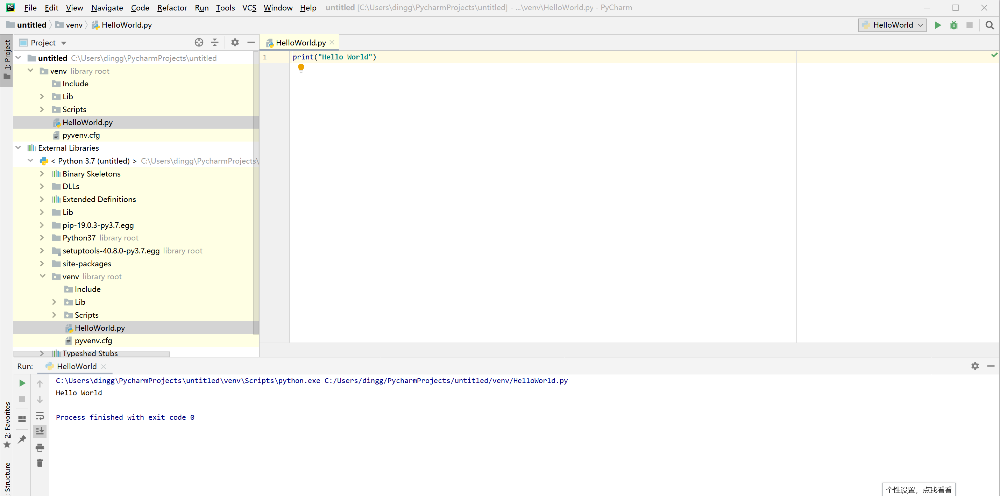 File Edit View Navigate Code Refactor Run Tools VCS Window Help untitled [C:\Users\dingg\PycharmProjects\untitled] - ...\venv\HelloWorld.py - PyCharm
untitled venv HelloWorld.py HelloWorld
1: Project
Project
HelloWorld.py
untitled C:\Users\dingg\PycharmProjects\untitled
venv library root
Include
Lib
Scripts
HelloWorld.py
pyvenv.cfg
External Libraries
< Python 3.7 (untitled) > C:\Users\dingg\PycharmProjects\
Binary Skeletons
DLLs
Extended Definitions
Lib
pip-19.0.3-py3.7.egg
Python37 library root
setuptools-40.8.0-py3.7.egg library root
site-packages
venv library root
Include
Lib
Scripts
HelloWorld.py
pyvenv.cfg
Typeshed Stubs
1 print("Hello World")
Run: HelloWorld
C:\Users\dingg\PycharmProjects\untitled\venv\Scripts\python.exe C:/Users/dingg/PycharmProjects/untitled/venv/HelloWorld.py
Hello World
Process finished with exit code 0
2: Favorites
: Structure
个性设置，点我看看